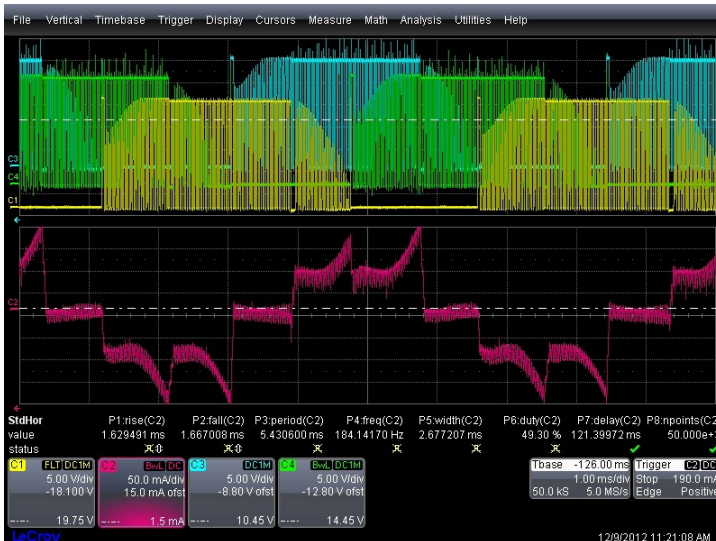 File Vertical Timebase Trigger Display Cursors Measure Math Analysis Utilities Help
C3
C4
C1
C2
StdHor P1:rise(C2) P2:fall(C2) P3:period(C2) P4:freq(C2) P5:width(C2) P6:duty(C2) P7:delay(C2) P8:npoints(C2)
value 1.629491 ms 1.667008 ms 5.430600 ms 184.14170 Hz 2.677207 ms 49.30 % 121.39972 ms 50.000e+
status
C1 FLT DC1M C2 BwL DC C3 DC1M C4 BwL DC1M Tbase -126.00 ms Trigger C2 DC
5.00 V/div 50.0 mA/div 5.00 V/div 5.00 V/div 1.00 ms/div Stop 190.0 mA
-18.100 V 15.0 mA ofst -8.80 V ofst -12.80 V ofst 50.0 kS 5.0 MS/s Edge Positive
19.75 V 1.5 mA 10.45 V 14.45 V
LeCroy 12/9/2012 11:21:08 AM